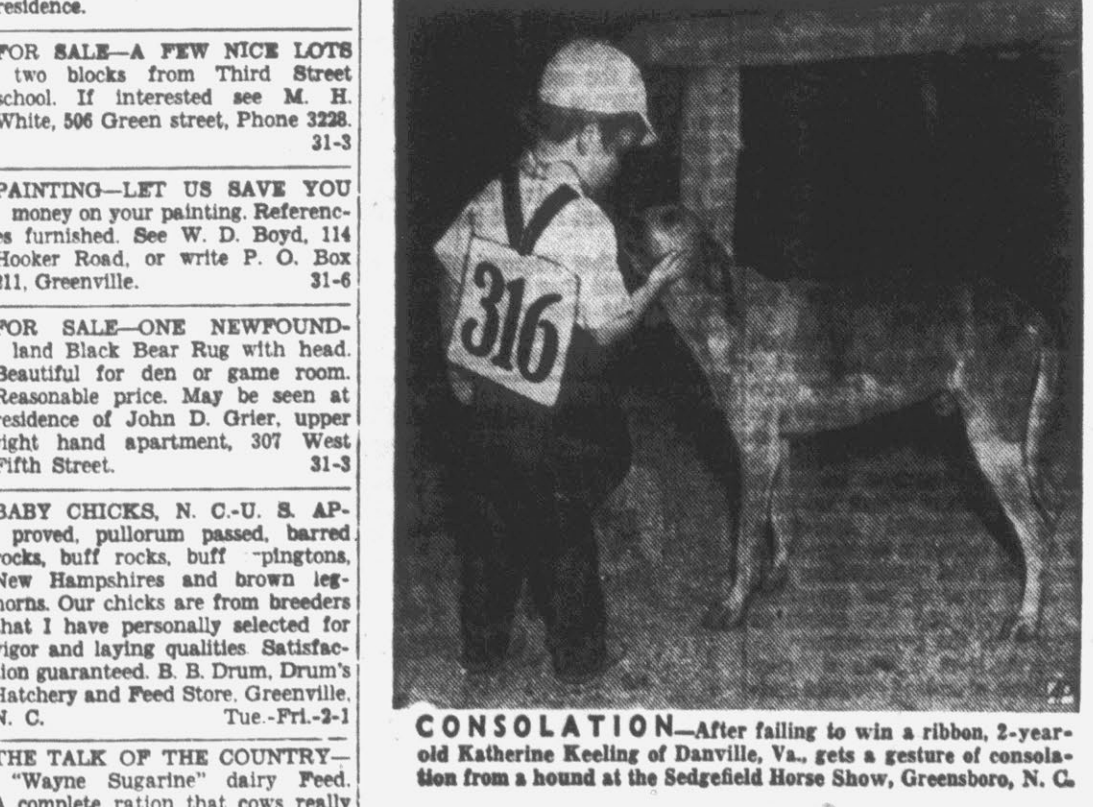 residence.
FOR SALE—A FEW NICE LOTS
two blocks from Third Street
school. If interested see M. H.
White, 506 Green street, Phone 3228.
31-3
PAINTING—LET US SAVE YOU
money on your painting. Referenc-
es furnished. See W. D. Boyd, 114
Hooker Road, or write P. O. Box
211, Greenville. 31-6
FOR SALE—ONE NEWFOUND-
land Black Bear Rug with head.
Beautiful for den or game room.
Reasonable price. May be seen at
residence of John D. Grier, upper
right hand apartment, 307 West
Fifth Street. 31-3
BABY CHICKS, N. C.-U. S. AP-
proved, pullorum passed, barred
rocks, buff rocks, buff -pingtons,
New Hampshires and brown leg-
horns. Our chicks are from breeders
that I have personally selected for
vigor and laying qualities. Satisfac-
tion guaranteed. B. B. Drum, Drum's
Hatchery and Feed Store, Greenville,
N. C. Tue.-Fri.-2-1
THE TALK OF THE COUNTRY—
"Wayne Sugarine" dairy Feed.
A complete ration that cows really
316
CONSOLATION—After failing to win a ribbon, 2-year-
old Katherine Keeling of Danville, Va., gets a gesture of consola-
tion from a hound at the Sedgefield Horse Show, Greensboro, N. C.